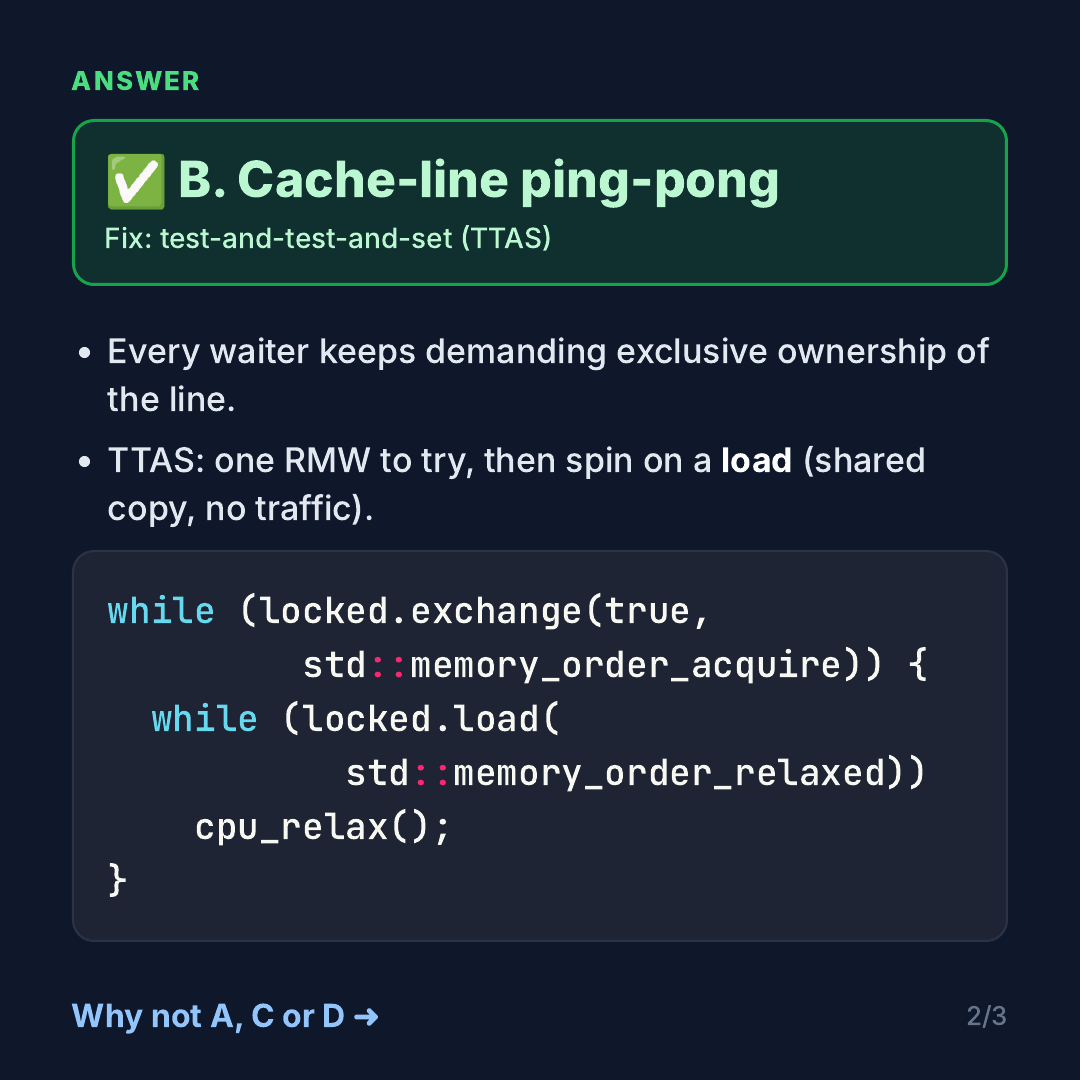 ANSWER
✅ B. Cache-line ping-pong
Fix: test-and-test-and-set (TTAS)
• Every waiter keeps demanding exclusive ownership of
the line.
• TTAS: one RMW to try, then spin on a load (shared
copy, no traffic).
while (locked.exchange(true,
         std::memory_order_acquire)) {
  while (locked.load(
           std::memory_order_relaxed))
    cpu_relax();
}
Why not A, C or D ➜
2/3